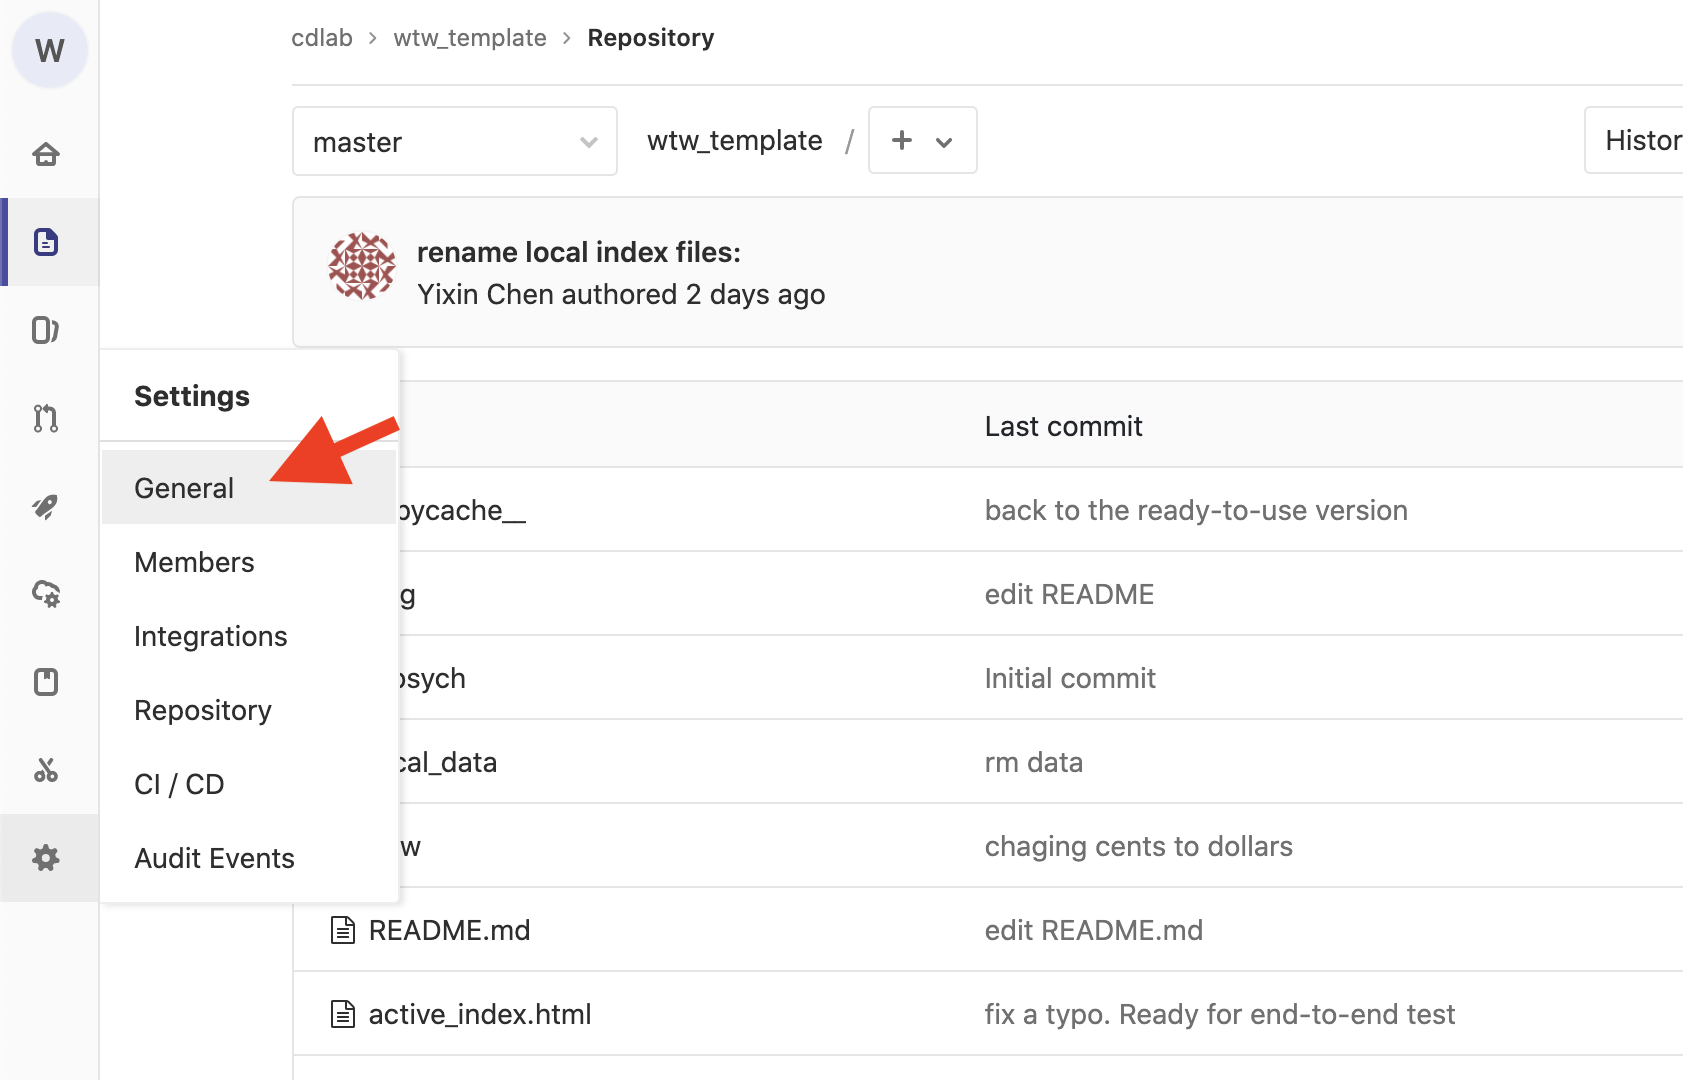 W
cdlab > wtw_template > Repository
master
wtw_template / +
Histor
rename local index files:
Yixin Chen authored 2 days ago
Settings
General
Members
Integrations
Repository
CI / CD
Audit Events
Last commit
pycache__ back to the ready-to-use version
g edit README
psych Initial commit
cal_data rm data
w chaging cents to dollars
README.md edit README.md
active_index.html fix a typo. Ready for end-to-end test